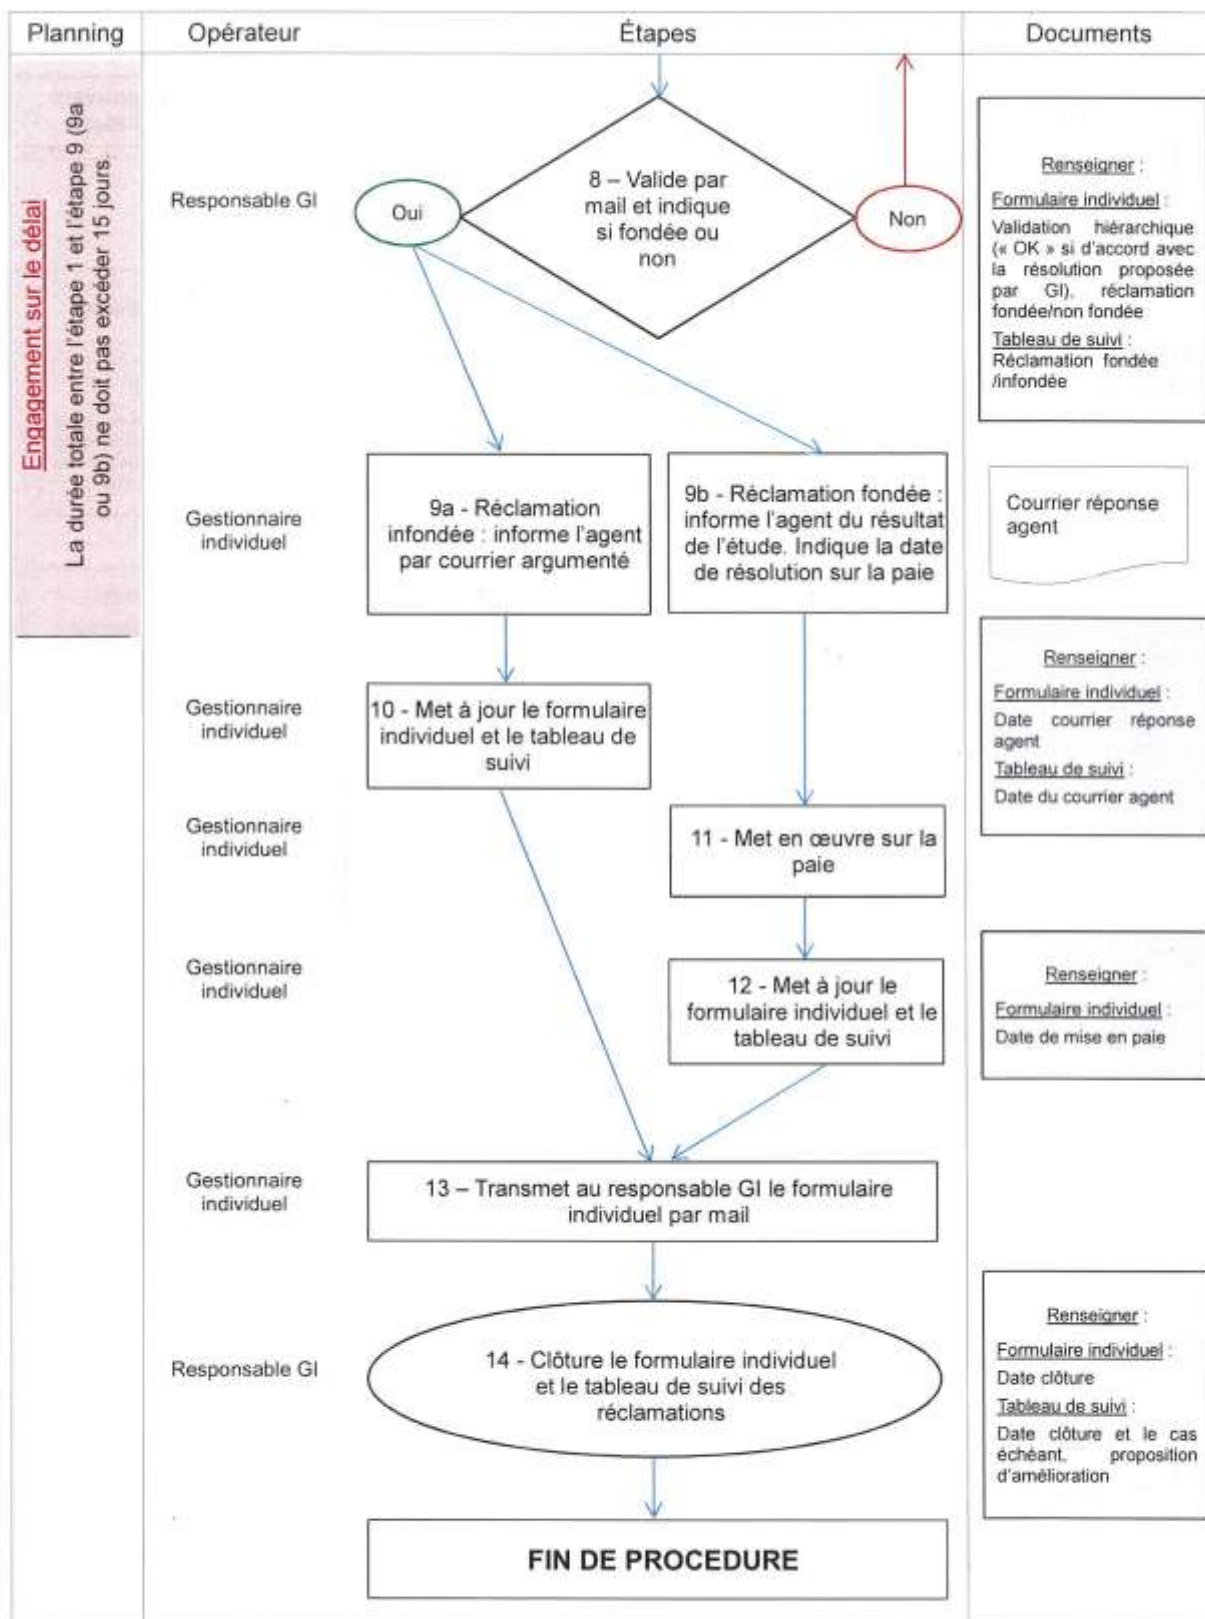 Planning
Opérateur
Étapes
Documents
Engagement sur le délai
La durée totale entre l'étape 1 et l'étape 9 (9a
ou 9b) ne doit pas excéder 15 jours.
Responsable GI
Oui
8 – Valide par
mail et indique
si fondée ou
non
Non
Renseigner :
Formulaire individuel :
Validation hiérarchique
(« OK » si d'accord avec
la résolution proposée
par GI), réclamation
fondée/non fondée
Tableau de suivi :
Réclamation fondée
/infondée
Gestionnaire
individuel
9a - Réclamation
infondée : informe l'agent
par courrier argumenté
9b - Réclamation fondée :
informe l'agent du résultat
de l'étude. Indique la date
de résolution sur la paie
Courrier réponse
agent
Gestionnaire
individuel
10 - Met à jour le formulaire
individuel et le tableau de
suivi
Renseigner :
Formulaire individuel :
Date courrier réponse
agent
Tableau de suivi :
Date du courrier agent
Gestionnaire
individuel
11 - Met en œuvre sur la
paie
Gestionnaire
individuel
12 - Met à jour le
formulaire individuel et le
tableau de suivi
Renseigner :
Formulaire individuel :
Date de mise en paie
Gestionnaire
individuel
13 – Transmet au responsable GI le formulaire
individuel par mail
Responsable GI
14 - Clôture le formulaire individuel
et le tableau de suivi des
réclamations
Renseigner :
Formulaire individuel :
Date clôture
Tableau de suivi :
Date clôture et le cas
échéant, proposition
d'amélioration
FIN DE PROCEDURE